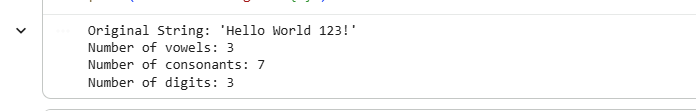 Original String: 'Hello World 123!'
Number of vowels: 3
Number of consonants: 7
Number of digits: 3